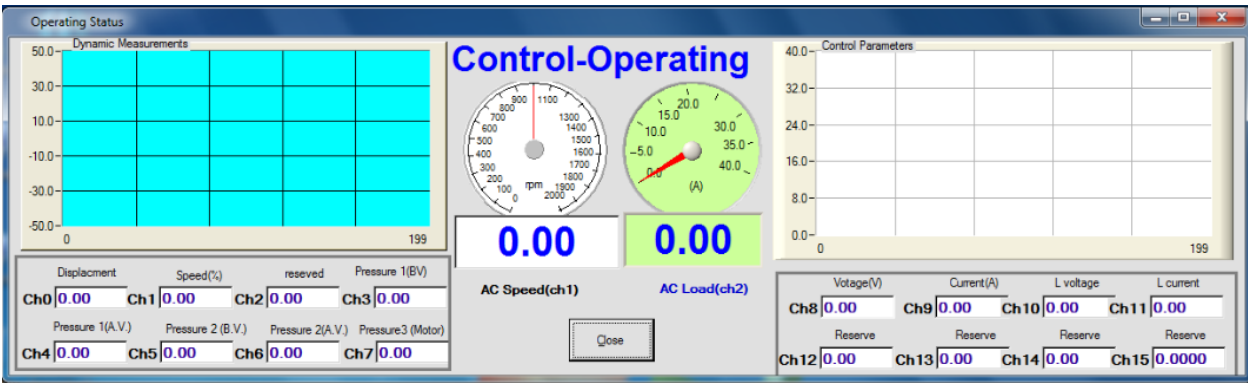 Operating Status
Dynamic Measurements
50.0
30.0
10.0
-10.0
-30.0
-50.0
0 199
Displacment Speed(%) reseved Pressure 1(BV)
Ch0 0.00 Ch1 0.00 Ch2 0.00 Ch3 0.00
Pressure 1(A.V.) Pressure 2 (B.V.) Pressure 2(A.V.) Pressure3 (Motor)
Ch4 0.00 Ch5 0.00 Ch6 0.00 Ch7 0.00
Control-Operating
0 100 200 300 400 500 600 700 800 900 1100 1300 1400 1500 1600 1700 1900 2000
rpm
0.0 5.0 10.0 15.0 20.0 30.0 35.0 40.0
(A)
0.00 0.00
AC Speed(ch1) AC Load(ch2)
Close
Control Parameters
40.0
32.0
24.0
16.0
8.0
0.0
0 199
Votage(V) Current(A) L voltage L current
Ch8 0.00 Ch9 0.00 Ch10 0.00 Ch11 0.00
Reserve Reserve Reserve Reserve
Ch12 0.00 Ch13 0.00 Ch14 0.00 Ch15 0.0000